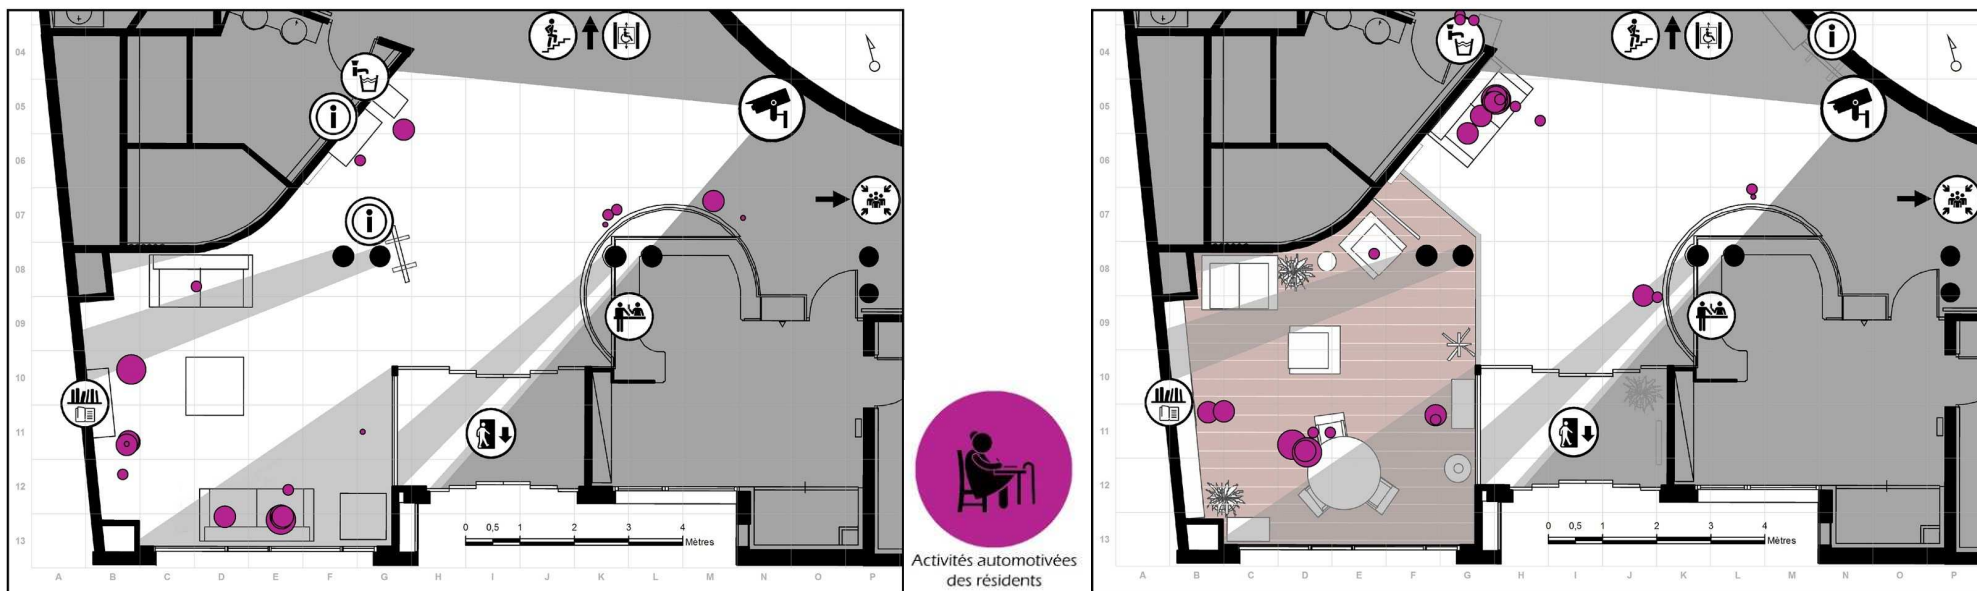 04
05
06
07
08
09
10
11
12
13
A B C D E F G H I J K L M N O P
0 0,5 1 2 3 4
Mètres
i
i
Activités automotivées
des résidents
04
05
06
07
08
09
10
11
12
13
A B C D E F G H I J K L M N O P
0 0,5 1 2 3 4
Mètres
i